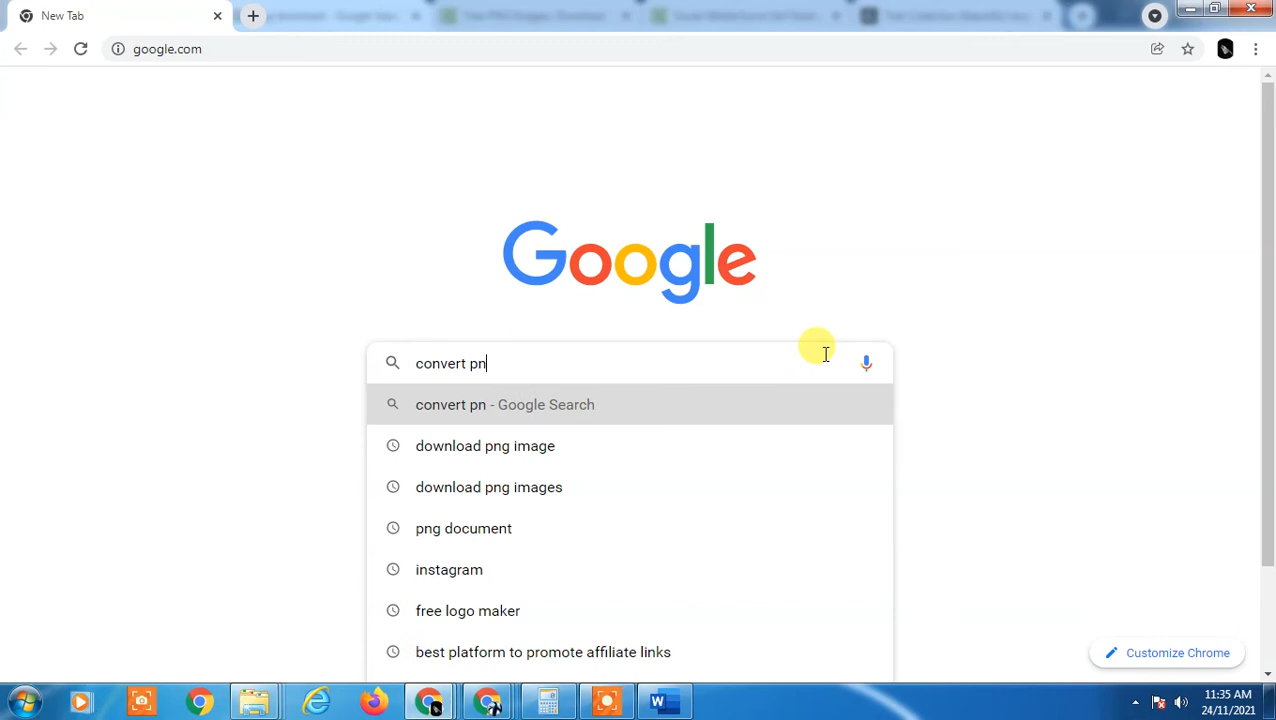 New Tab
google.com
Google
convert pn
convert pn - Google Search
download png image
download png images
png document
instagram
free logo maker
best platform to promote affiliate links
Customize Chrome
11:35 AM
24/11/2021